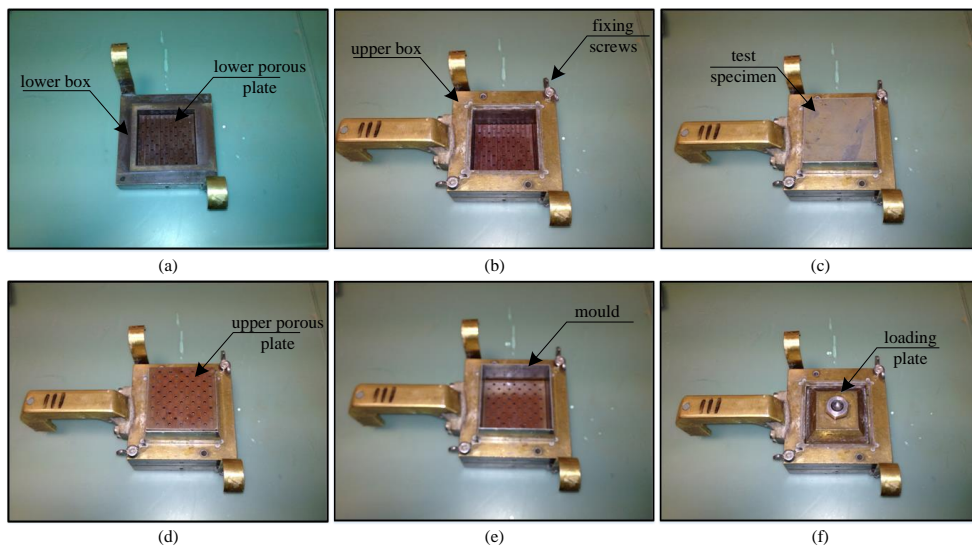 lower box
lower porous
plate
(a)
upper box
fixing
screws
(b)
test
specimen
(c)
upper porous
plate
(d)
mould
(e)
loading
plate
(f)